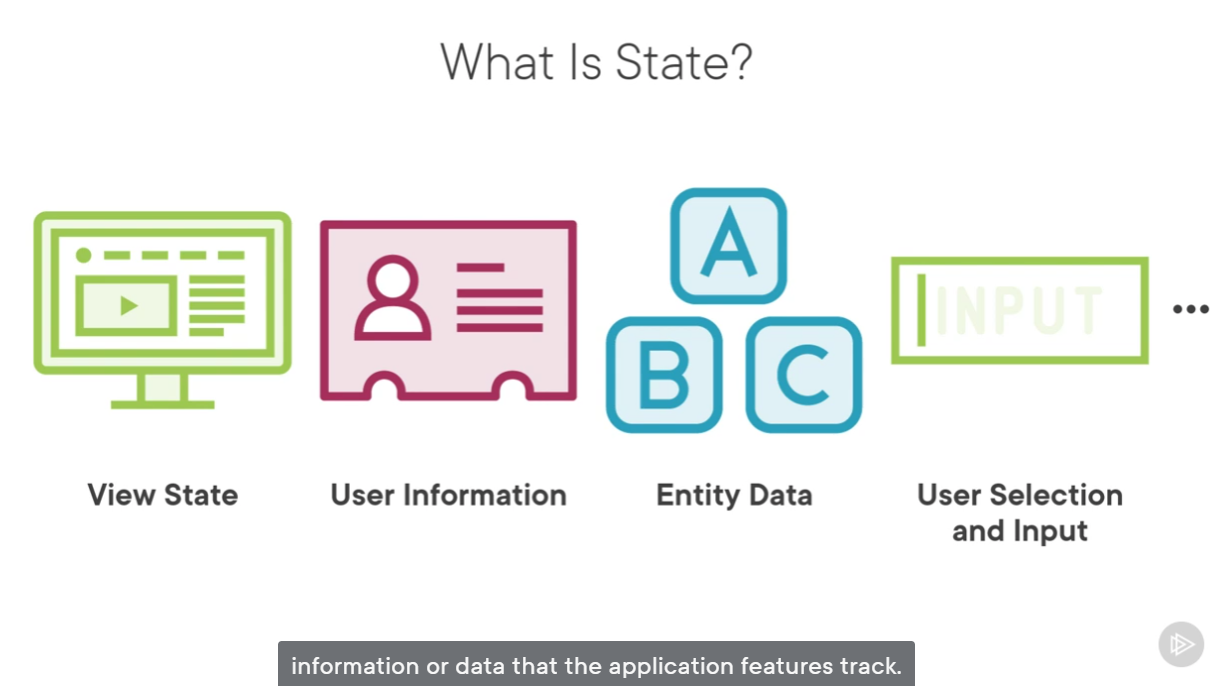 What Is State?
A
B
C
INPUT
...
View State
User Information
Entity Data
User Selection
and Input
information or data that the application features track.